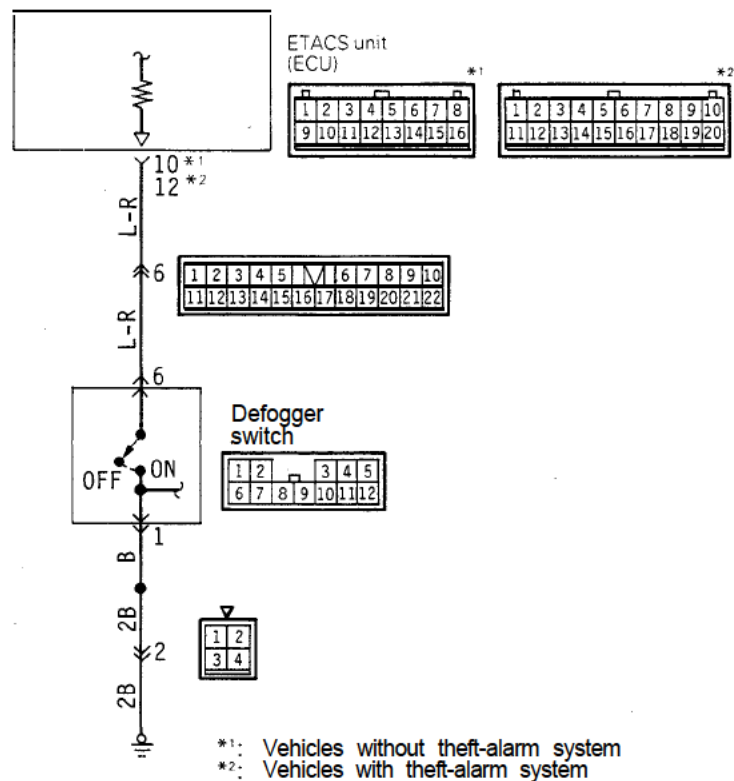 ETACS unit
(ECU)
*1
*2
1 2 3 4 5 6 7 8
9 10 11 12 13 14 15 16
1 2 3 4 5 6 7 8 9 10
11 12 13 14 15 16 17 18 19 20
10 *1
12 *2
L-R
6
1 2 3 4 5 6 7 8 9 10
11 12 13 14 15 16 17 18 19 20 21 22
L-R
6
Defogger
switch
OFF
ON
1 2 3 4 5
6 7 8 9 10 11 12
1
B
2B
2
1 2
3 4
2B
*1: Vehicles without theft-alarm system
*2: Vehicles with theft-alarm system